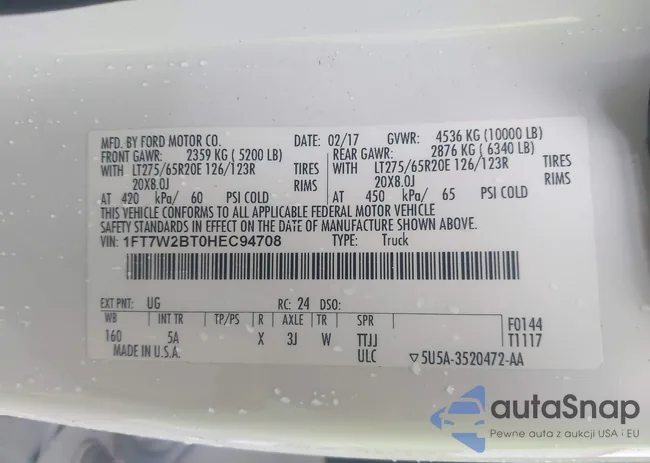 MFD. BY FORD MOTOR CO. DATE: 02/17 GVWR: 4536 KG (10000 LB)
FRONT GAWR: 2359 KG ( 5200 LB) REAR GAWR: 2876 KG ( 6340 LB)
WITH LT275/65R20E 126/123R TIRES WITH LT275/65R20E 126/123R TIRES
20X8.0J RIMS 20X8.0J RIMS
AT 420 kPa/ 60 PSI COLD AT 450 kPa/ 65 PSI COLD
THIS VEHICLE CONFORMS TO ALL APPLICABLE FEDERAL MOTOR VEHICLE
SAFETY STANDARDS IN EFFECT ON THE DATE OF MANUFACTURE SHOWN ABOVE.
VIN: 1FT7W2BT0HEC94708 TYPE: Truck
EXT PNT: UG RC: 24 DSO:
WB INT TR TP/PS R AXLE TR SPR F0144
160 5A X 3J W TTJJ T1117
MADE IN U.S.A. ULC ▽5U5A-3520472-AA
autoSnap
Pewne auta z aukcji USA i EU